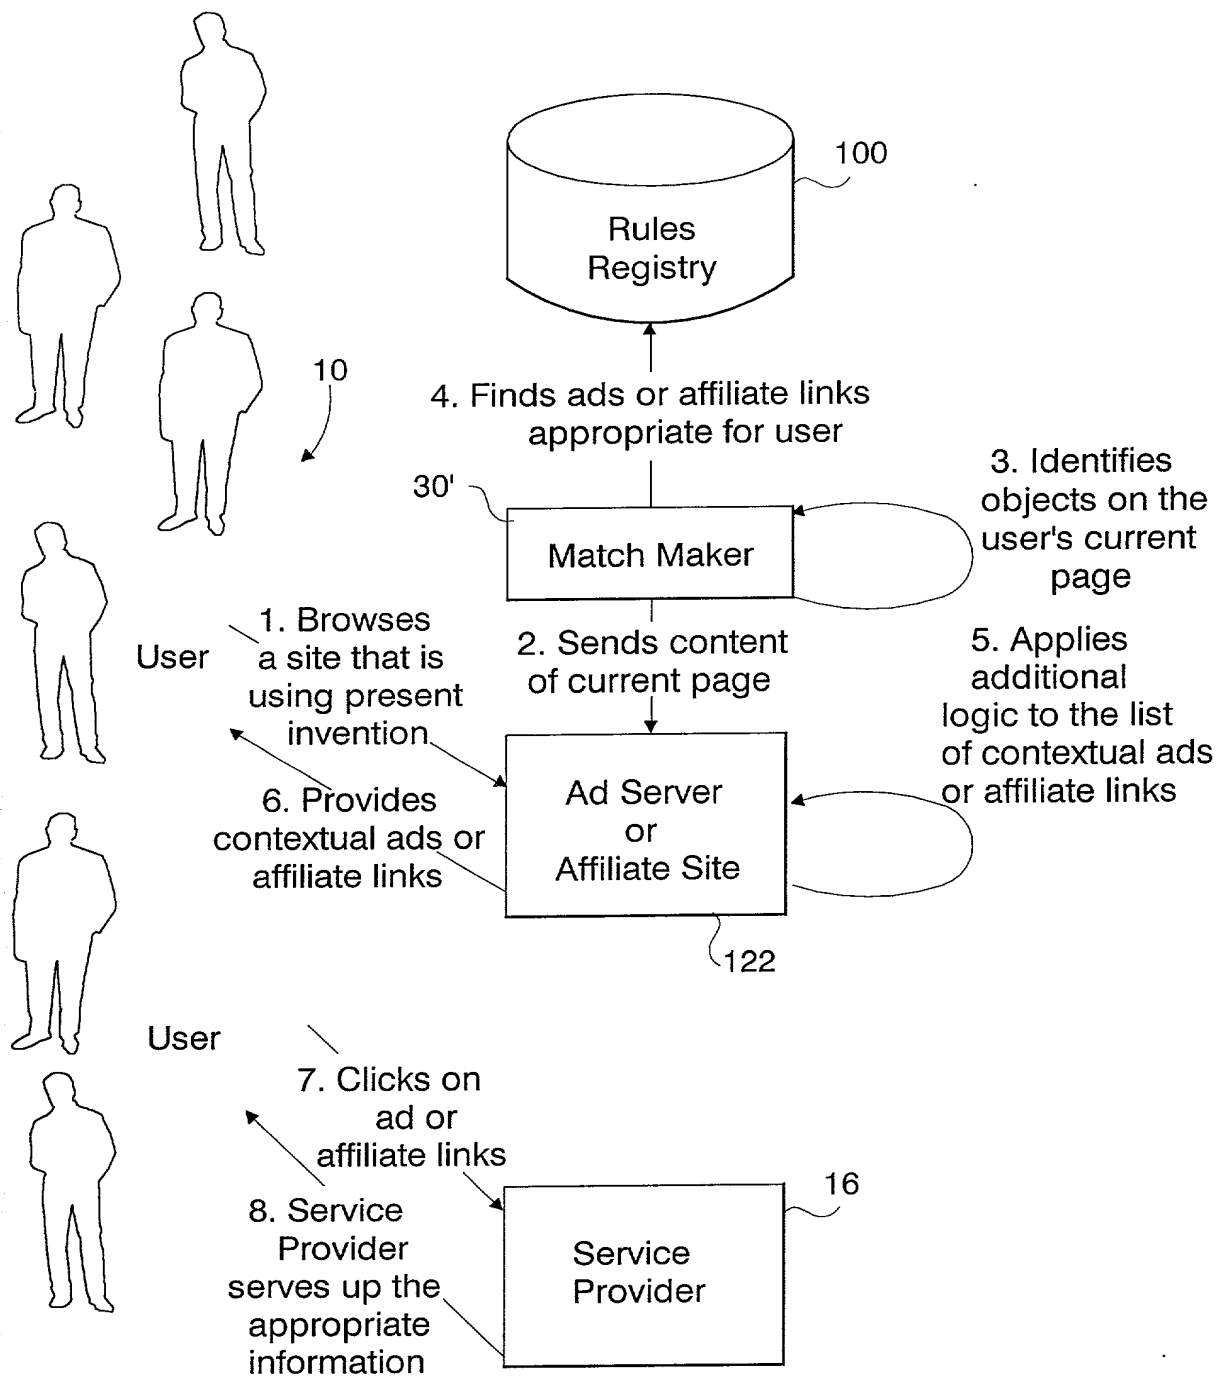 100
Rules
Registry
10
4. Finds ads or affiliate links
appropriate for user
30'
Match Maker
3. Identifies
objects on the
user's current
page
1. Browses
a site that is
using present
invention
User
2. Sends content
of current page
5. Applies
additional
logic to the list
of contextual ads
or affiliate links
6. Provides
contextual ads or
affiliate links
Ad Server
or
Affiliate Site
122
User
7. Clicks on
ad or
affiliate links
16
8. Service
Provider
serves up the
appropriate
information
Service
Provider